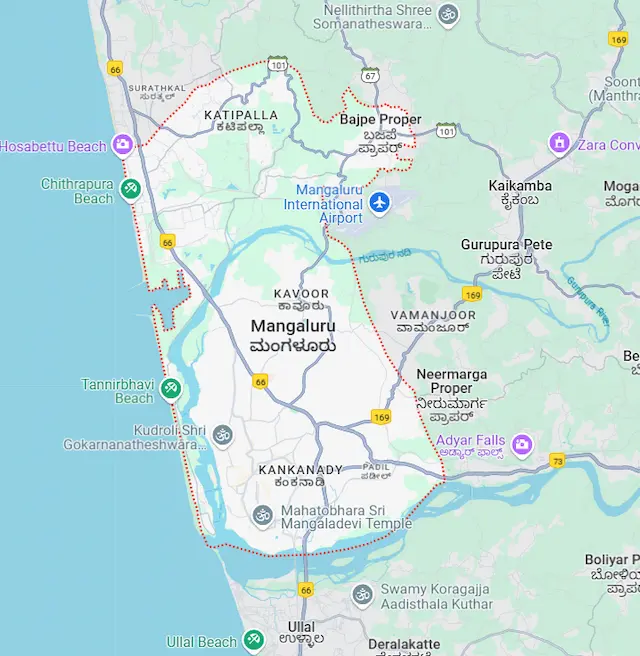 Nellithirtha Shree
Somanatheswara...
169
66
101
67
SURATHKAL
ಸುರತ್ಕಲ್
Soont
(Manthra
KATIPALLA
ಕಟಿಪಲ್ಲಾ
Bajpe Proper
ಬಜಪೆ
ಪ್ರಾಪರ್
101
Hosabettu Beach
Zara Conv
Chithrapura
Beach
Mangaluru
International
Airport
Kaikamba
ಕೈಕಂಬ
Moga
ಮೊಗರ
66
Gurupura Pete
ಗುರುಪುರ
ಪೇಟೆ
ಗುರುಪುರ ನದಿ
Gurupura River
KAVOOR
ಕಾವೂರು
169
VAMANJOOR
ವಾಮಂಜೂರ್
Mangaluru
ಮಂಗಳೂರು
Be
Neermarga
Proper
ನೀರುಮಾರ್ಗ
ಪ್ರಾಪರ್
Tannirbhavi
Beach
66
169
Kudroli Shri
Gokarnanatheshwara...
Adyar Falls
ಅಡ್ಯಾರ್ ಫಾಲ್ಸ್
73
KANKANADY
ಕಂಕನಾಡಿ
PADIL
ಪಡೀಲ್
Mahatobhara Sri
Mangaladevi Temple
Boliyar P
ಬೋಳಿಯ
ಪ್ರಾಪರ
66
Swamy Koragajja
Aadisthala Kuthar
Ullal
ಉಳ್ಳಾಲ
Ullal Beach
Deralakatte